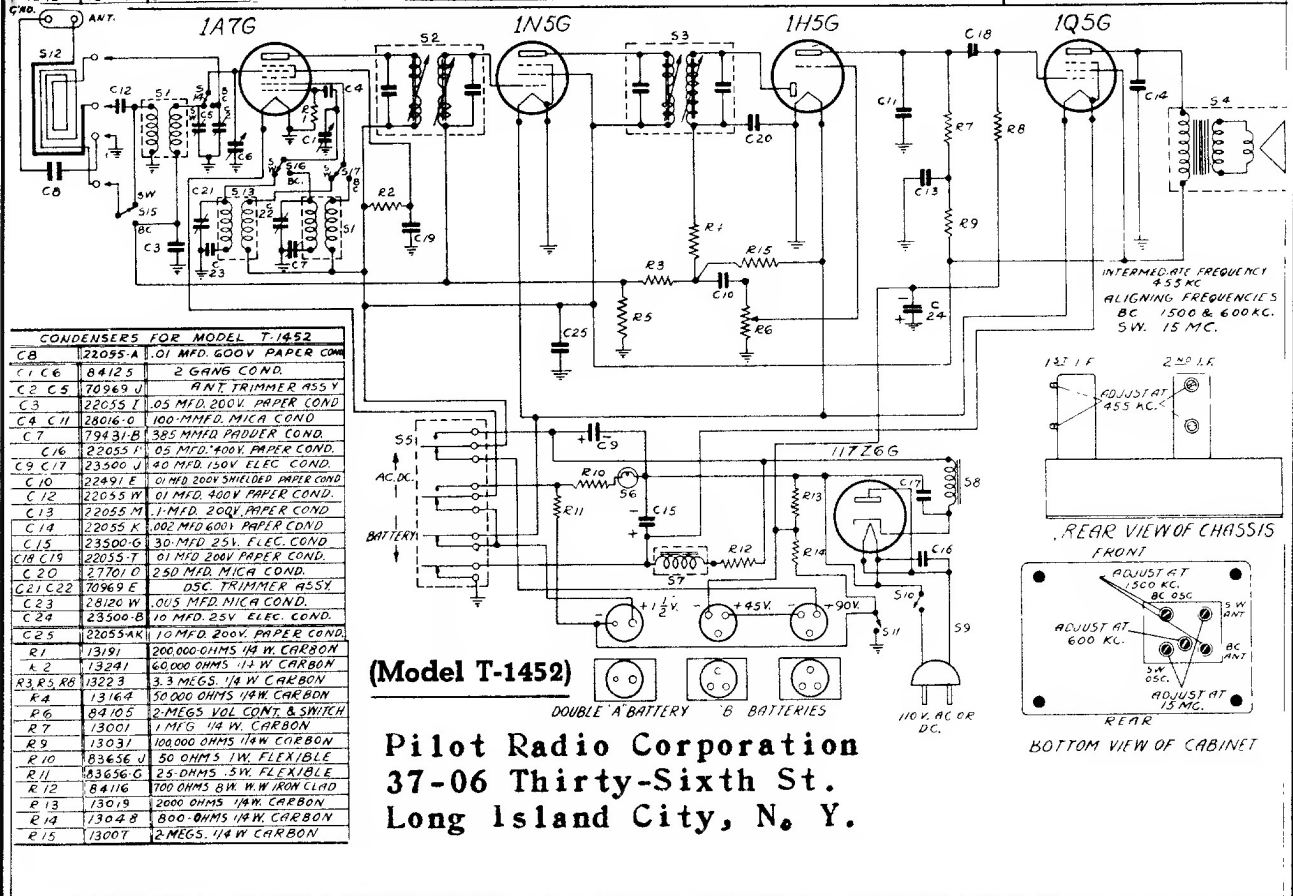 GND.
ANT.
1A7G
1N5G
1H5G
1Q5G
S12
S1
S2
S3
S4
C12
C8
S15
SW
BC
C3
C5
C6
C4
C21
S13
C22
C23
C7
S16
BC.
S17
S1
R2
C19
C20
C11
C18
C14
R7
R8
C13
R9
R15
R3
C10
R5
R6
C25
C24
INTERMEDIATE FREQUENCY
455 KC
ALIGNING FREQUENCIES
BC 1500 & 600 KC.
SW. 15 MC.
1ST I.F.
2ND I.F.
ADJUST AT
455 KC.
REAR VIEW OF CHASSIS
FRONT
ADJUST AT
1500 KC.
BC OSC
SW
ANT
ADJUST AT
600 KC.
BC
ANT
SW
OSC.
ADJUST AT
15 MC.
REAR
BOTTOM VIEW OF CABINET
S5
AC.DC.
BATTERY
+ C9 -
R10
S6
R11
- C15 +
S7
R12
R13
R14
117Z6G
C17
S8
C16
S10
S9
S11
110 V. AC OR
DC.
- +1½V.
- +45V.
- +90V.
C
DOUBLE 'A' BATTERY
'B' BATTERIES
CONDENSERS FOR MODEL T-1452
C8 22055-A .01 MFD. 600V PAPER COND
C1 C6 84125 2 GANG COND.
C2 C5 70969 J ANT. TRIMMER ASSY
C3 22055 I .05 MFD. 200V. PAPER COND
C4 C11 28016-O 100-MMFD. MICA COND
C7 79431-B 385 MMFD. PADDER COND.
C16 22055 F 05 MFD. 400V. PAPER COND.
C9 C17 23500 J 40 MFD. 150V ELEC COND.
C10 22491 E 01 MFD 200V SHIELDED PAPER COND
C12 22055 W 01 MFD. 400V PAPER COND.
C13 22055 M .1-MFD. 200V. PAPER COND
C14 22055 K .002 MFD 600V PAPER COND
C15 23500-G 30-MFD 25V. ELEC. COND
C18 C19 22055-T 01 MFD 200V PAPER COND.
C20 27701 O 250 MFD. MICA COND.
C21 C22 70969 E OSC. TRIMMER ASSY.
C23 28120 W .005 MFD. MICA COND.
C24 23500-B 10 MFD. 25V ELEC. COND.
C25 22055-AK 10 MFD. 200V. PAPER COND.
R1 13191 200,000-OHMS 1/4 W. CARBON
R2 13241 60,000 OHMS 1/4 W CARBON
R3, R5, R8 13223 3.3 MEGS. 1/4 W CARBON
R4 13164 50 000 OHMS 1/4 W. CARBON
R6 84105 2-MEGS VOL CONT. & SWITCH
R7 13001 1 MEG 1/4 W. CARBON
R9 13031 100,000 OHMS 1/4 W CARBON
R10 83656 J 50 OHMS 1W. FLEXIBLE
R11 83656-G 25-OHMS .5W. FLEXIBLE
R12 84116 700 OHMS 8W. W.W IRON CLAD
R13 13019 2000 OHMS 1/4 W. CARBON
R14 13048 800-OHMS 1/4 W. CARBON
R15 13007 2-MEGS. 1/4 W CARBON
(Model T-1452)
Pilot Radio Corporation
37-06 Thirty-Sixth St.
Long Island City, N. Y.